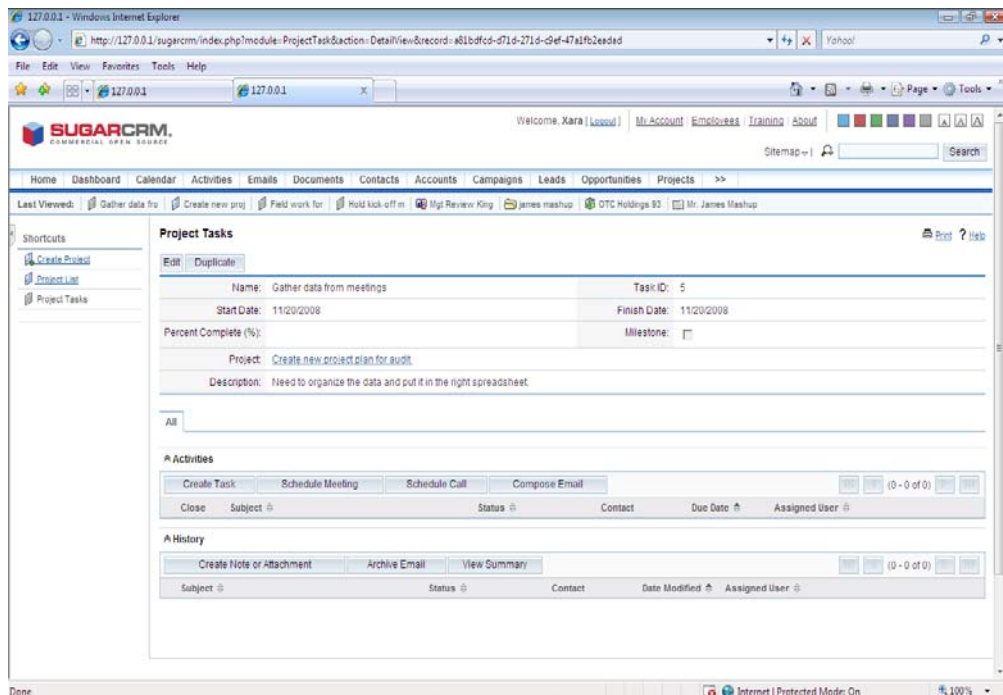 127.0.0.1 - Windows Internet Explorer
http://127.0.0.1/sugarcrm/index.php?module=ProjectTask&action=DetailView&record=a81bdfcd-d71d-271d-c9ef-47a1fb2eadad
Yahoo!
File Edit View Favorites Tools Help
127.0.0.1 127.0.0.1 X Page Tools
SUGARCRM.
COMMERCIAL OPEN SOURCE
Welcome, Xara [ Logout ] My Account Employees Training About A A A
Sitemap Search
Home Dashboard Calendar Activities Emails Documents Contacts Accounts Campaigns Leads Opportunities Projects >>
Last Viewed: Gather data fro Create new proj Field work for Hold kick-off m Mgt Review King james mashup OTC Holdings 93 Mr. James Mashup
Shortcuts
Create Project
Project List
Project Tasks
Project Tasks
Print ? Help
Edit Duplicate
Name: Gather data from meetings Task ID: 5
Start Date: 11/20/2008 Finish Date: 11/20/2008
Percent Complete (%): Milestone:
Project: Create new project plan for audit
Description: Need to organize the data and put it in the right spreadsheet.
All
Activities
Create Task Schedule Meeting Schedule Call Compose Email (0 - 0 of 0)
Close Subject Status Contact Due Date Assigned User
History
Create Note or Attachment Archive Email View Summary (0 - 0 of 0)
Subject Status Contact Date Modified Assigned User
Done Internet | Protected Mode: On 100%